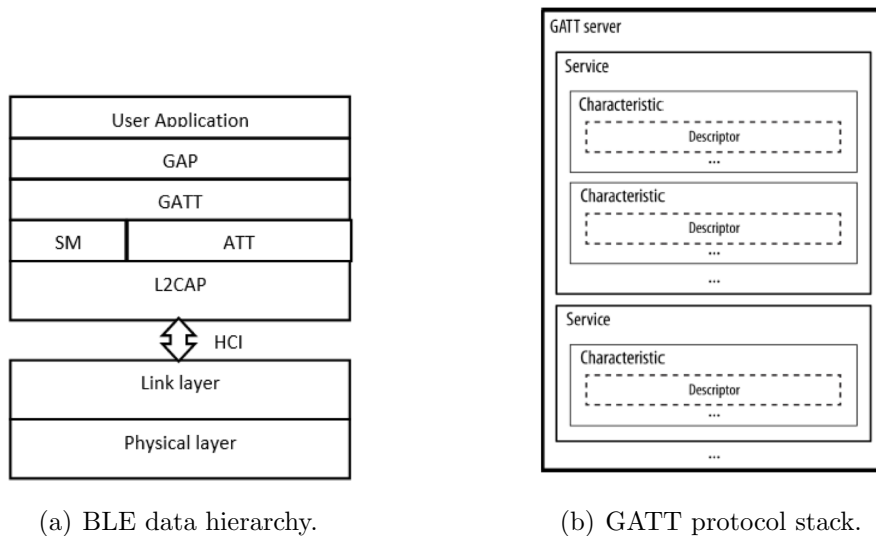 User Application
GAP
GATT
SM ATT
L2CAP
HCI
Link layer
Physical layer
(a) BLE data hierarchy.
GATT server
Service
Characteristic
Descriptor
...
Characteristic
Descriptor
...
...
Service
Characteristic
Descriptor
...
...
(b) GATT protocol stack.